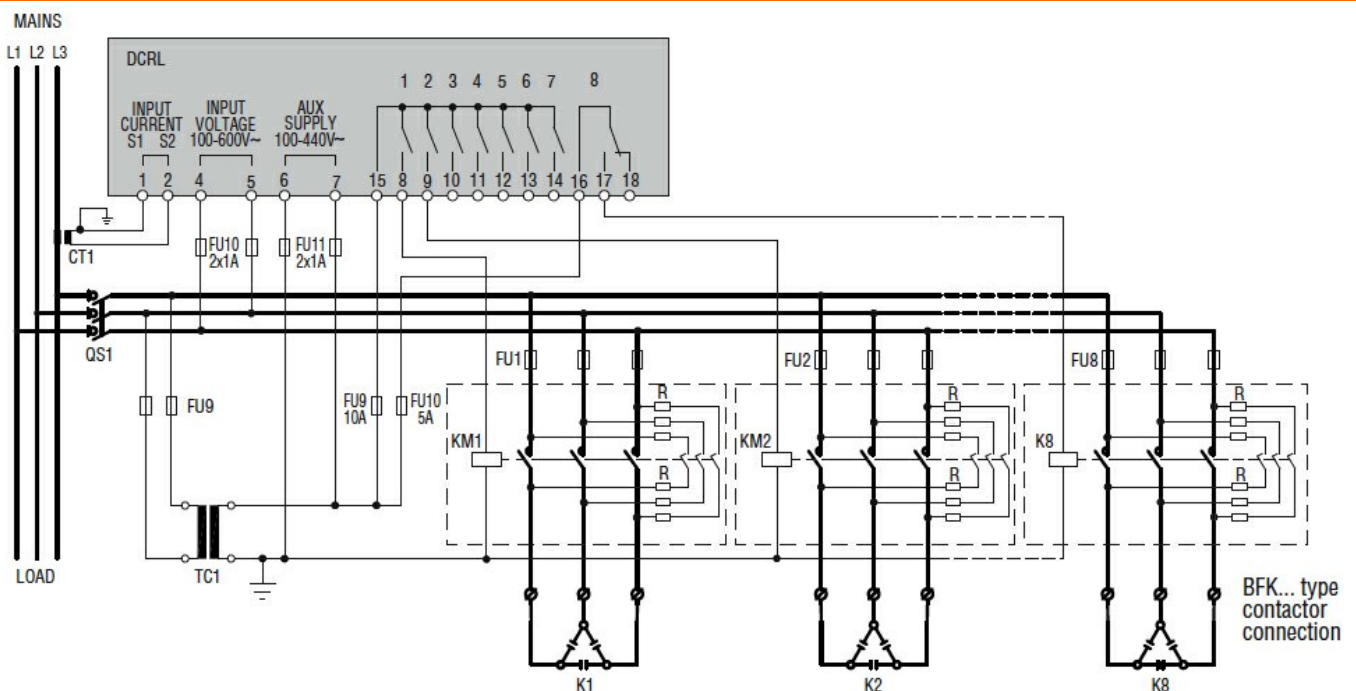 MAINS
L1 L2 L3
DCRL
1 2 3 4 5 6 7 8
INPUT CURRENT
S1 S2
INPUT VOLTAGE
100-600V~
AUX SUPPLY
100-440V~
1 2 4 5 6 7 15 8 9 10 11 12 13 14 16 17 18
CT1
FU10
2x1A
FU11
2x1A
QS1
FU1
FU2
FU8
FU9
FU9
10A
FU10
5A
R
R
R
R
R
KM1
KM2
K8
R
LOAD
TC1
BFK... type
contactor
connection
K1
K2
K8